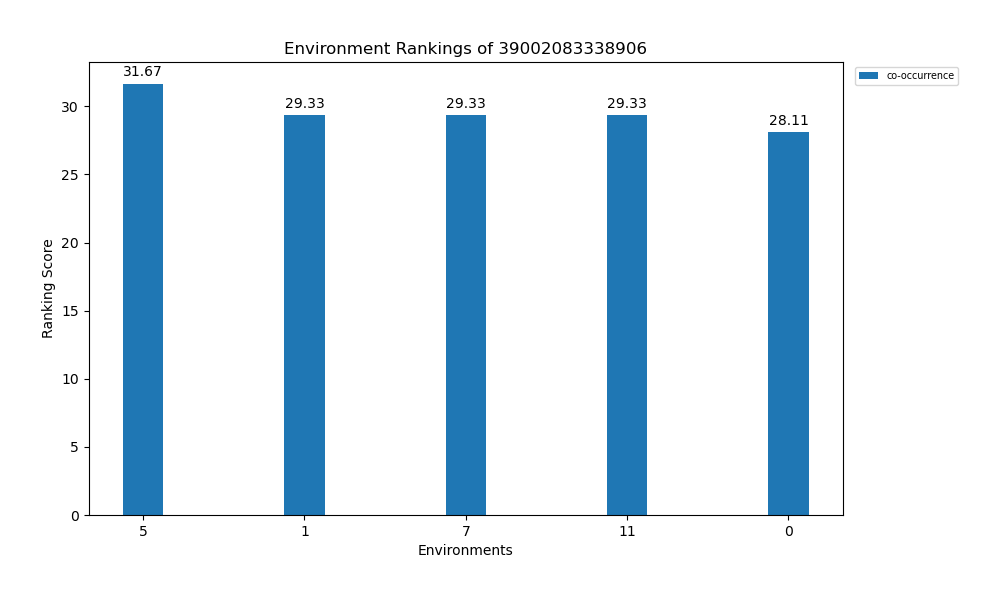 Environment Rankings of 39002083338906
co-occurrence
31.67
29.33
29.33
29.33
28.11
Ranking Score
30
25
20
15
10
5
0
5 1 7 11 0
Environments